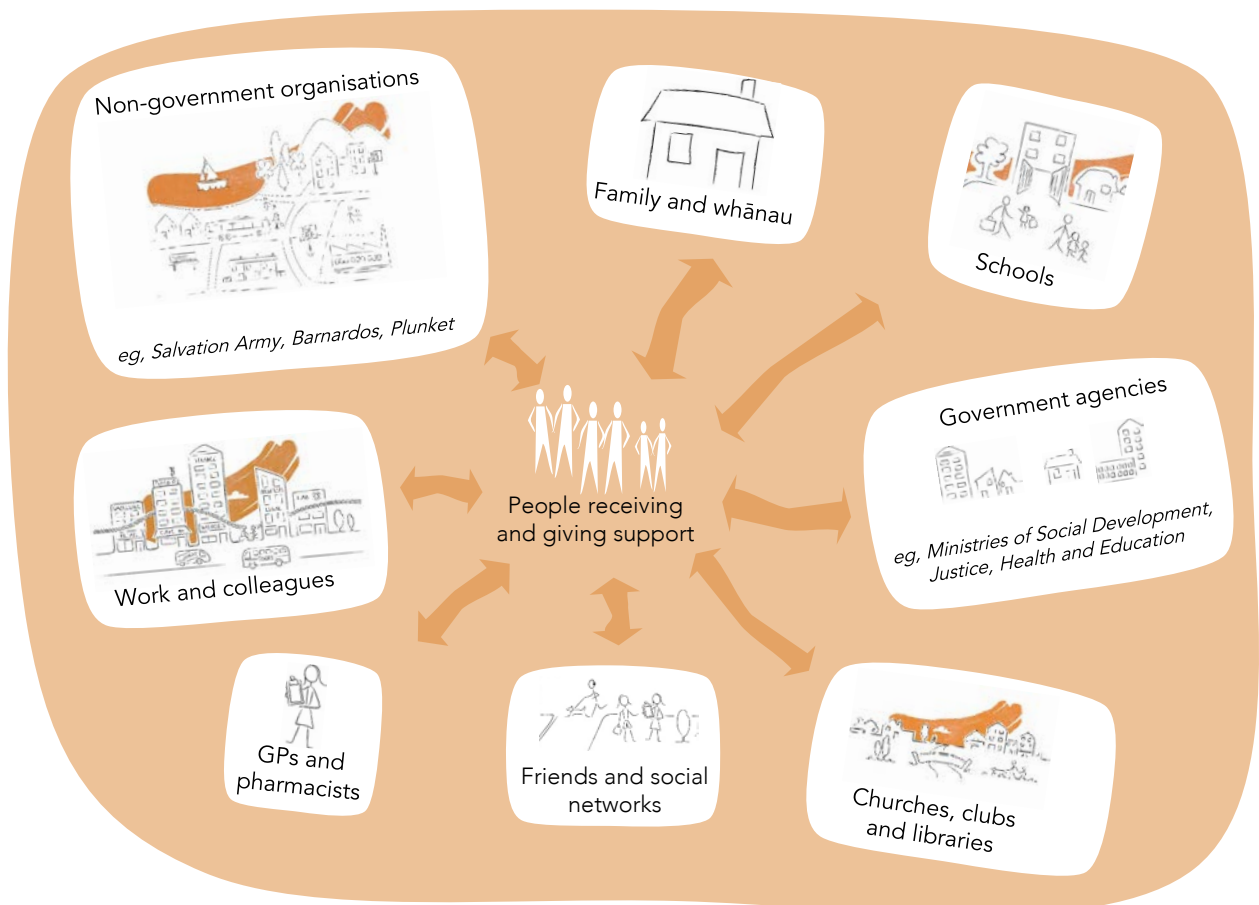 Non-government organisations
eg, Salvation Army, Barnardos, Plunket
Family and whānau
Schools
Government agencies
eg, Ministries of Social Development,
Justice, Health and Education
People receiving
and giving support
Work and colleagues
GPs and
pharmacists
Friends and social
networks
Churches, clubs
and libraries